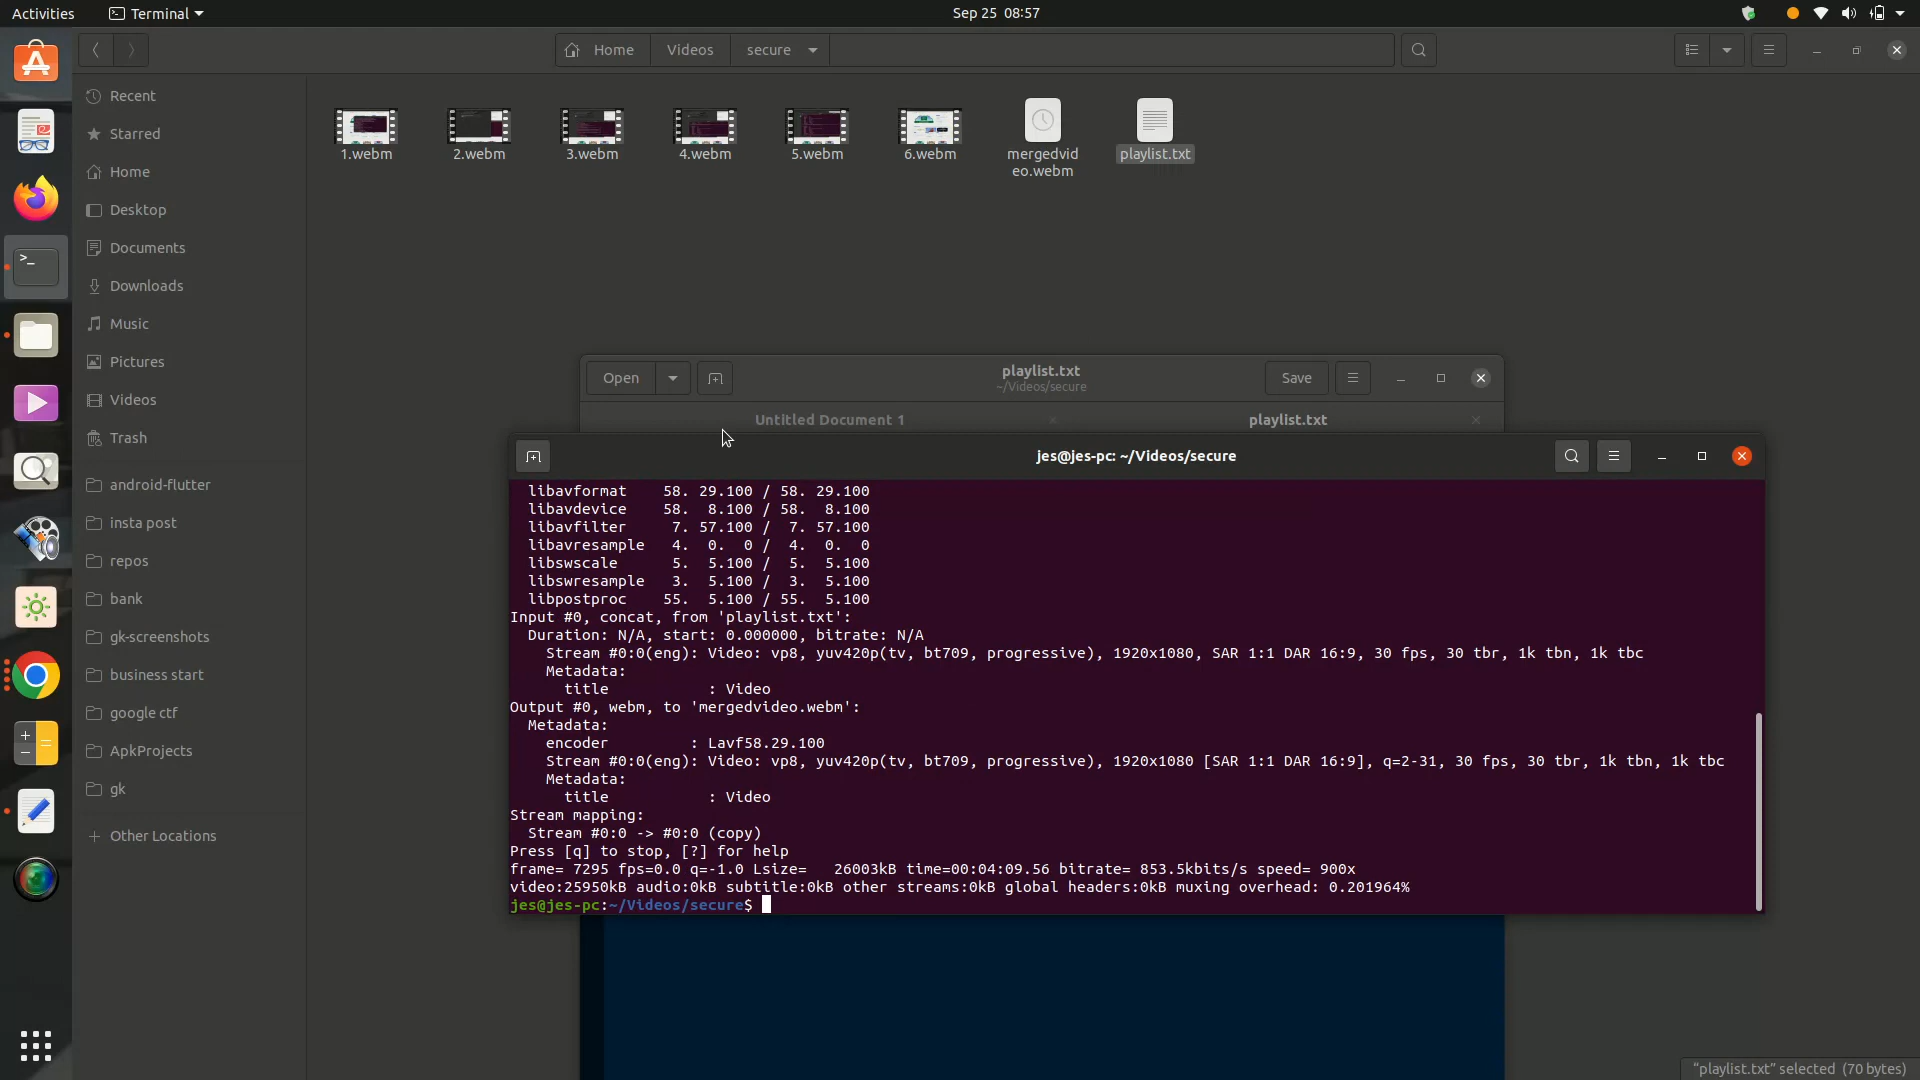 Activities
Terminal
Sep 25 08:57
Home
Videos
secure
Recent
Starred
Home
Desktop
Documents
Downloads
Music
Pictures
Videos
Trash
android-flutter
insta post
repos
bank
gk-screenshots
business start
google ctf
ApkProjects
gk
Other Locations
1.webm
2.webm
3.webm
4.webm
5.webm
6.webm
mergedvid
eo.webm
playlist.txt
Open
playlist.txt
~/Videos/secure
Save
Untitled Document 1
playlist.txt
jes@jes-pc: ~/Videos/secure
libavformat    58. 29.100 / 58. 29.100
libavdevice    58.  8.100 / 58.  8.100
libavfilter     7. 57.100 /  7. 57.100
libavresample   4.  0.  0 /  4.  0.  0
libswscale      5.  5.100 /  5.  5.100
libswresample   3.  5.100 /  3.  5.100
libpostproc    55.  5.100 / 55.  5.100
Input #0, concat, from 'playlist.txt':
Duration: N/A, start: 0.000000, bitrate: N/A
Stream #0:0(eng): Video: vp8, yuv420p(tv, bt709, progressive), 1920x1080, SAR 1:1 DAR 16:9, 30 fps, 30 tbr, 1k tbn, 1k tbc
Metadata:
title           : Video
Output #0, webm, to 'mergedvideo.webm':
Metadata:
encoder         : Lavf58.29.100
Stream #0:0(eng): Video: vp8, yuv420p(tv, bt709, progressive), 1920x1080 [SAR 1:1 DAR 16:9], q=2-31, 30 fps, 30 tbr, 1k tbn, 1k tbc
Metadata:
title           : Video
Stream mapping:
Stream #0:0 -> #0:0 (copy)
Press [q] to stop, [?] for help
frame= 7295 fps=0.0 q=-1.0 Lsize=   26003kB time=00:04:09.56 bitrate= 853.5kbits/s speed= 900x
video:25950kB audio:0kB subtitle:0kB other streams:0kB global headers:0kB muxing overhead: 0.201964%
jes@jes-pc:~/Videos/secure$
"playlist.txt" selected (70 bytes)